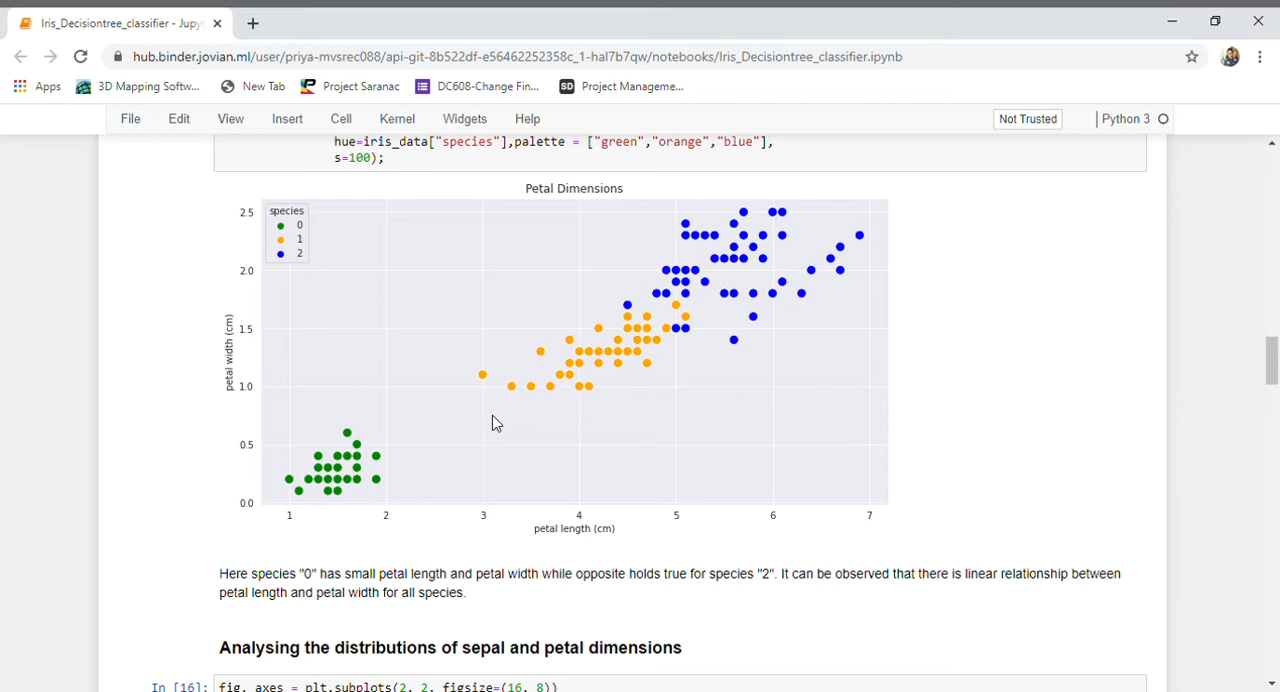 Iris_Decisiontree_classifier - Jupy
hub.binder.jovian.ml/user/priya-mvsrec088/api-git-8b522df-e56462252358c_1-hal7b7qw/notebooks/Iris_Decisiontree_classifier.ipynb
Apps 3D Mapping Softw... New Tab Project Saranac DC608-Change Fin... SD Project Manageme...
File Edit View Insert Cell Kernel Widgets Help Not Trusted Python 3
hue=iris_data["species"],palette = ["green","orange","blue"],
s=100);
Petal Dimensions
species
0
1
2
2.5
2.0
1.5
1.0
0.5
0.0
petal width (cm)
1 2 3 4 5 6 7
petal length (cm)
Here species "0" has small petal length and petal width while opposite holds true for species "2". It can be observed that there is linear relationship between
petal length and petal width for all species.
Analysing the distributions of sepal and petal dimensions
In [16]: fig, axes = plt.subplots(2, 2, figsize=(16, 8))